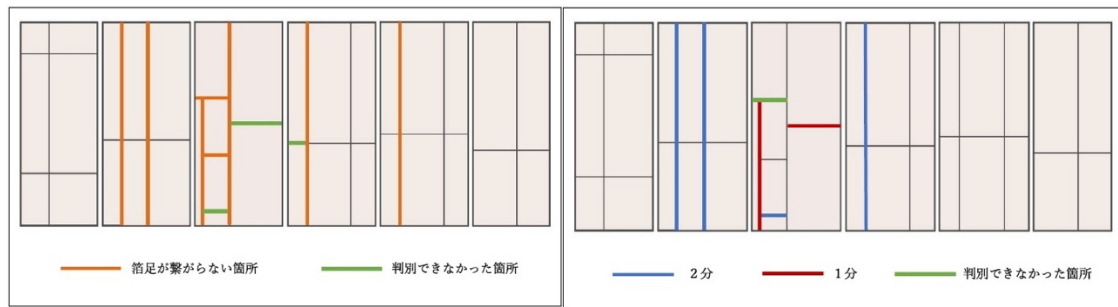 箔足が繋がらない箇所
判別できなかった箇所
2分
1分
判別できなかった箇所